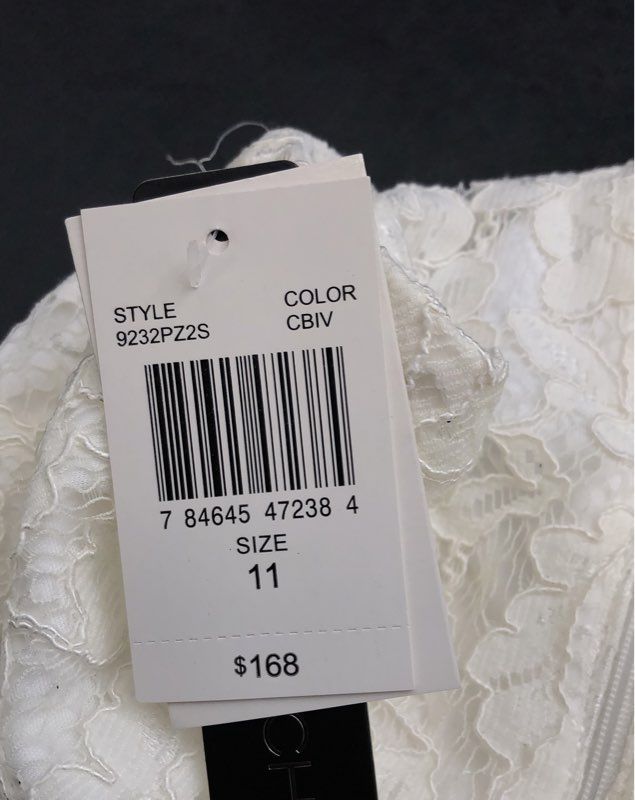 STYLE
9232PZ2S
COLOR
CBIV
7 84645 47238 4
SIZE
11
$168